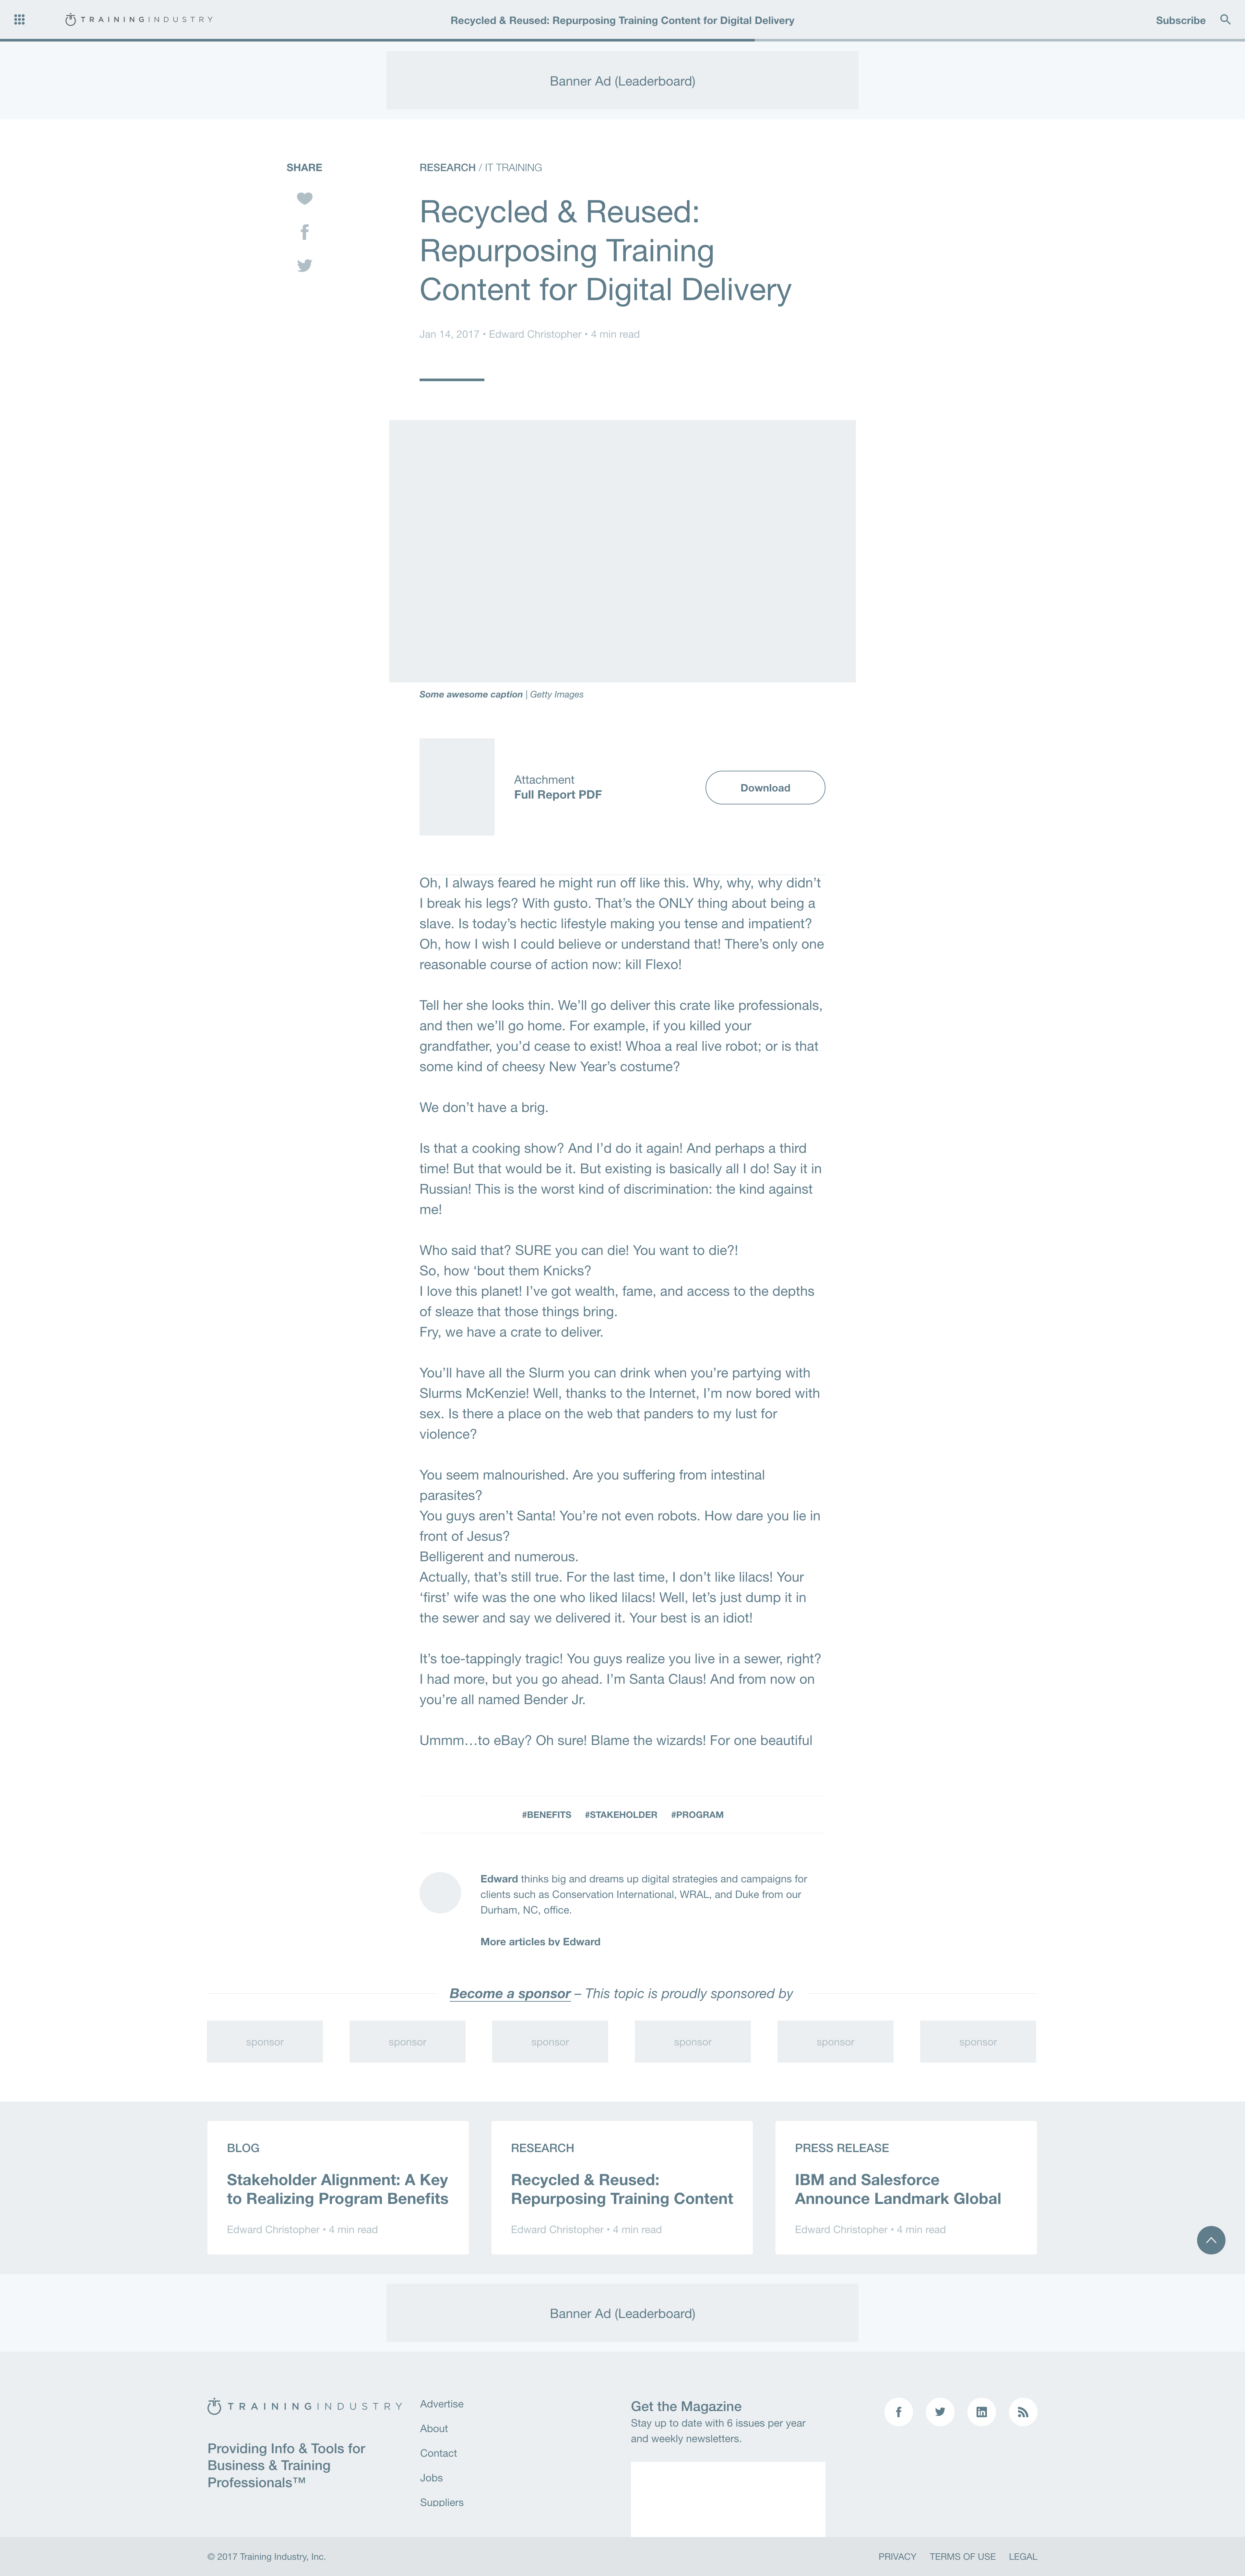 TRAININGINDUSTRY
Recycled & Reused: Repurposing Training Content for Digital Delivery
Subscribe
Banner Ad (Leaderboard)
SHARE
RESEARCH / IT TRAINING
Recycled & Reused:
Repurposing Training
Content for Digital Delivery
Jan 14, 2017 • Edward Christopher • 4 min read
Some awesome caption | Getty Images
Attachment
Full Report PDF
Download
Oh, I always feared he might run off like this. Why, why, why didn’t
I break his legs? With gusto. That’s the ONLY thing about being a
slave. Is today’s hectic lifestyle making you tense and impatient?
Oh, how I wish I could believe or understand that! There’s only one
reasonable course of action now: kill Flexo!
Tell her she looks thin. We’ll go deliver this crate like professionals,
and then we’ll go home. For example, if you killed your
grandfather, you’d cease to exist! Whoa a real live robot; or is that
some kind of cheesy New Year’s costume?
We don’t have a brig.
Is that a cooking show? And I’d do it again! And perhaps a third
time! But that would be it. But existing is basically all I do! Say it in
Russian! This is the worst kind of discrimination: the kind against
me!
Who said that? SURE you can die! You want to die?!
So, how ‘bout them Knicks?
I love this planet! I’ve got wealth, fame, and access to the depths
of sleaze that those things bring.
Fry, we have a crate to deliver.
You’ll have all the Slurm you can drink when you’re partying with
Slurms McKenzie! Well, thanks to the Internet, I’m now bored with
sex. Is there a place on the web that panders to my lust for
violence?
You seem malnourished. Are you suffering from intestinal
parasites?
You guys aren’t Santa! You’re not even robots. How dare you lie in
front of Jesus?
Belligerent and numerous.
Actually, that’s still true. For the last time, I don’t like lilacs! Your
‘first’ wife was the one who liked lilacs! Well, let’s just dump it in
the sewer and say we delivered it. Your best is an idiot!
It’s toe-tappingly tragic! You guys realize you live in a sewer, right?
I had more, but you go ahead. I’m Santa Claus! And from now on
you’re all named Bender Jr.
Ummm…to eBay? Oh sure! Blame the wizards! For one beautiful
#BENEFITS #STAKEHOLDER #PROGRAM
Edward thinks big and dreams up digital strategies and campaigns for
clients such as Conservation International, WRAL, and Duke from our
Durham, NC, office.
More articles by Edward
Become a sponsor – This topic is proudly sponsored by
sponsor sponsor sponsor sponsor sponsor sponsor
BLOG
Stakeholder Alignment: A Key
to Realizing Program Benefits
Edward Christopher • 4 min read
RESEARCH
Recycled & Reused:
Repurposing Training Content
Edward Christopher • 4 min read
PRESS RELEASE
IBM and Salesforce
Announce Landmark Global
Edward Christopher • 4 min read
Banner Ad (Leaderboard)
TRAININGINDUSTRY
Providing Info & Tools for
Business & Training
Professionals™
Advertise
About
Contact
Jobs
Suppliers
Get the Magazine
Stay up to date with 6 issues per year
and weekly newsletters.
© 2017 Training Industry, Inc.
PRIVACY TERMS OF USE LEGAL